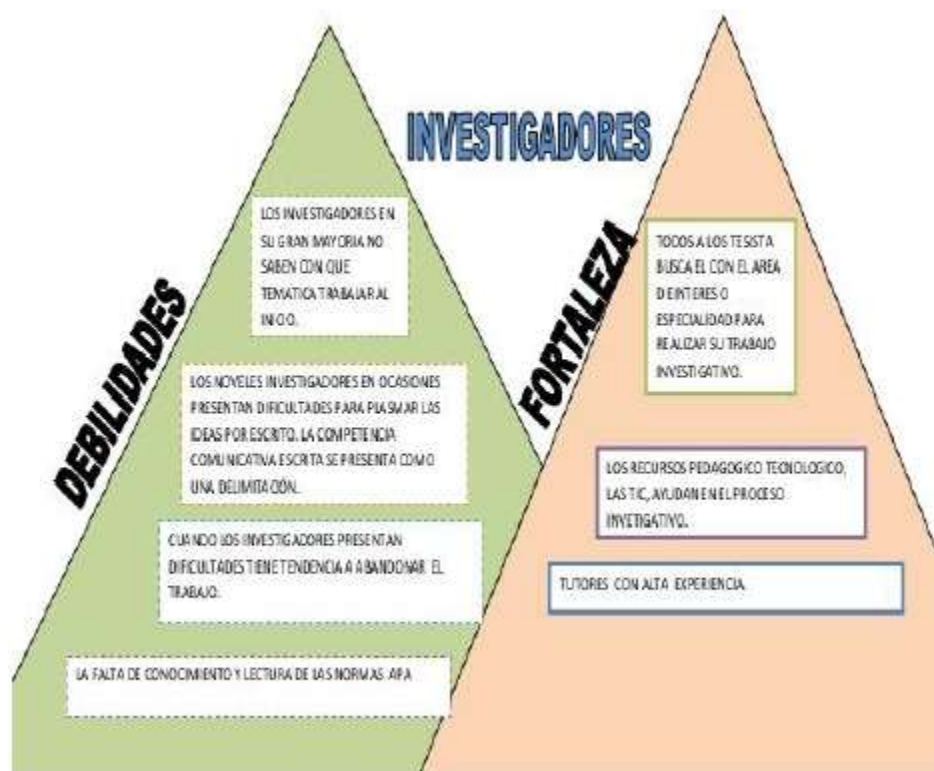 INVESTIGADORES
DEBILIDADES
LOS INVESTIGADORES EN
SU GRAN MAYORIA NO
SABEN CON QUE
TEMATICA TRABAJAR AL
INICIO.
LOS NOVELES INVESTIGADORES EN OCASIONES
PRESENTAN DIFICULTADES PARA PLASMAR LAS
IDEAS POR ESCRITO. LA COMPETENCIA
COMUNICATIVA ESCRITA SE PRESENTA COMO
UNA DELIMITACIÓN.
CUANDO LOS INVESTIGADORES PRESENTAN
DIFICULTADES TIENE TENDENCIA A ABANDONAR EL
TRABAJO.
LA FALTA DE CONOCIMIENTO Y LECTURA DE LAS NORMAS APA
FORTALEZA
TODOS A LOS TESISTA
BUSCA EL CON EL AREA
DE INTERES O
ESPECIALIDAD PARA
REALIZAR SU TRABAJO
INVESTIGATIVO.
LOS RECURSOS PEDAGOGICO TECNOLOGICO,
LAS TIC, AYUDAN EN EL PROCESO
INVETIGATIVO.
TUTORES CON ALTA EXPERIENCIA.